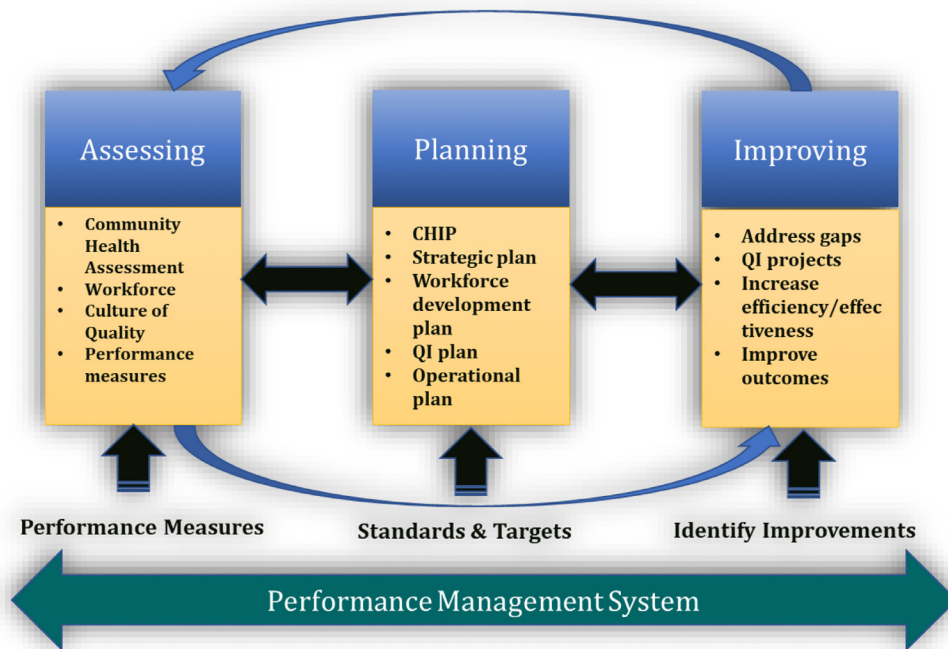 Assessing
• Community
Health
Assessment
• Workforce
• Culture of
Quality
• Performance
measures
Planning
• CHIP
• Strategic plan
• Workforce
development
plan
• QI plan
• Operational
plan
Improving
• Address gaps
• QI projects
• Increase
efficiency/effec
tiveness
• Improve
outcomes
Performance Measures
Standards & Targets
Identify Improvements
Performance Management System